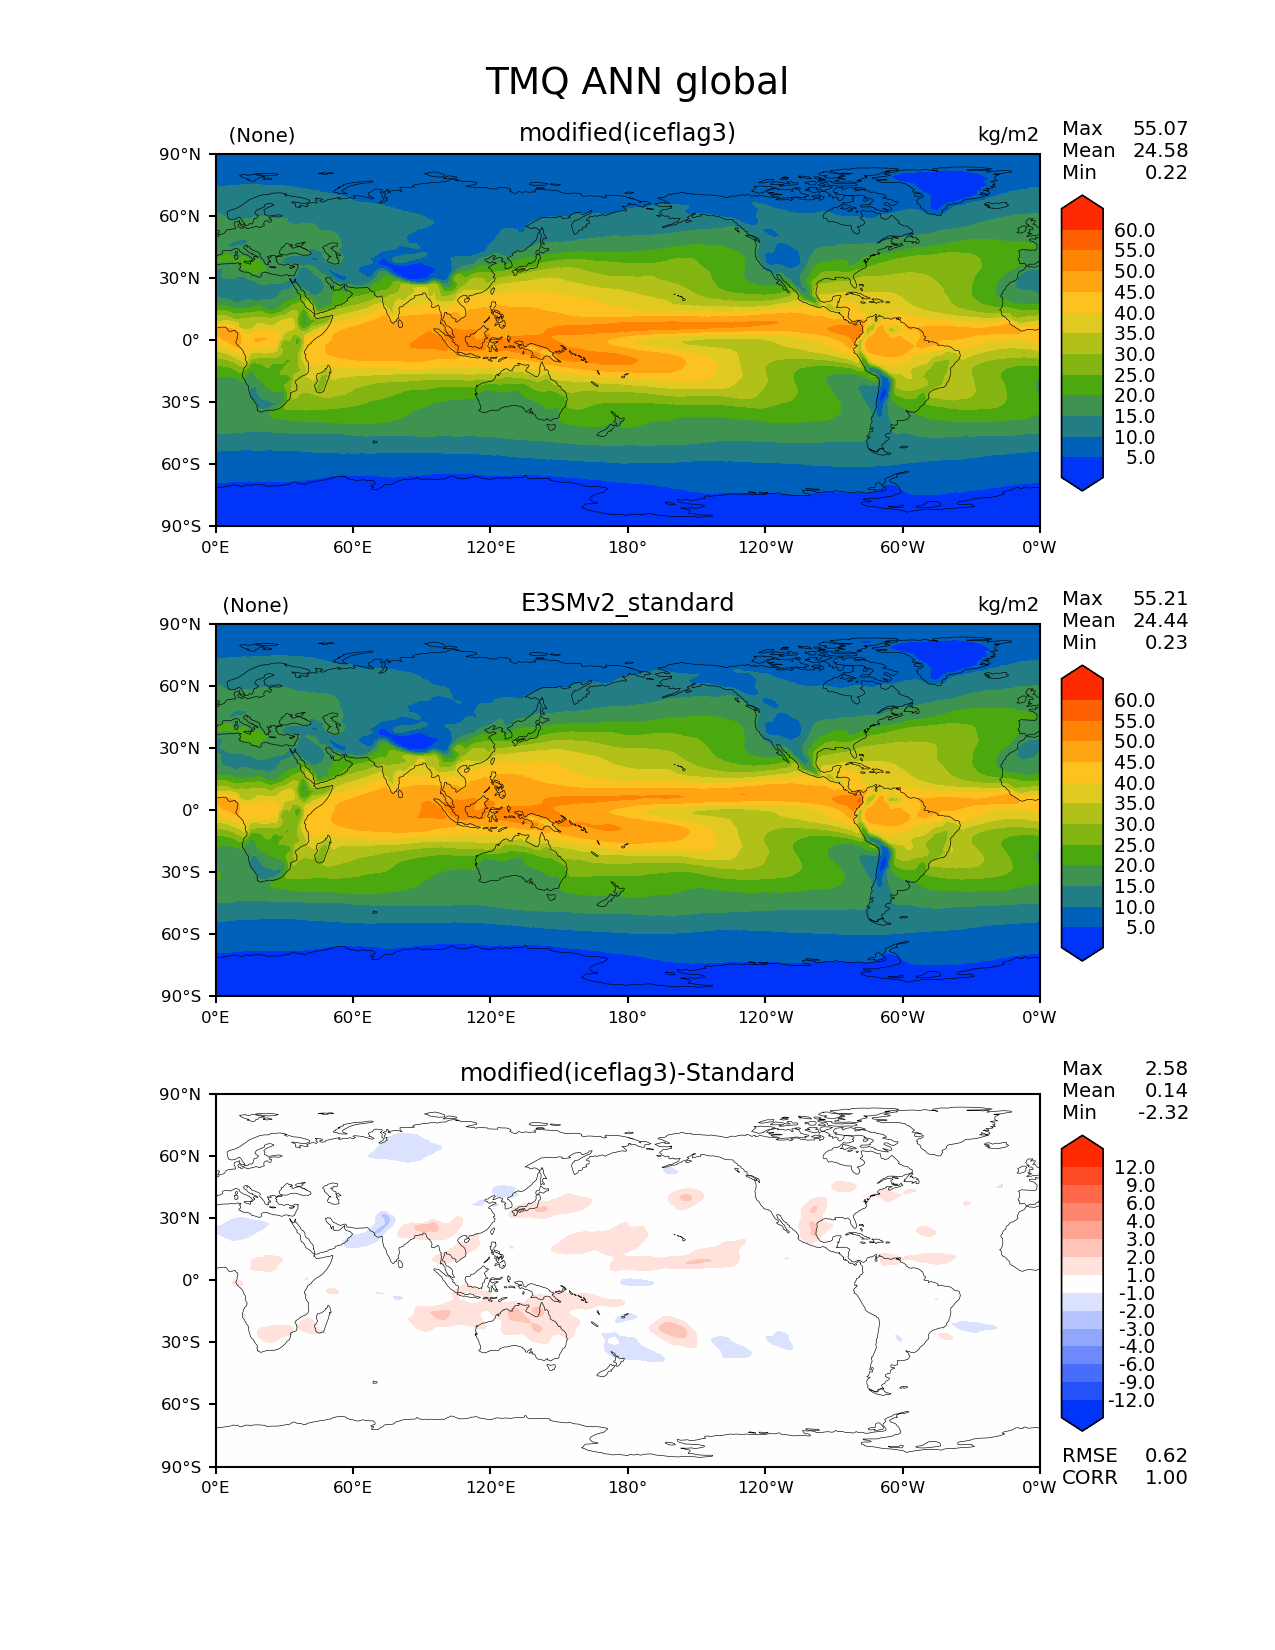 TMQ ANN global
(None) modified(iceflag3) kg/m2
Max 55.07
Mean 24.58
Min 0.22
90°N
60°N
30°N
0°
30°S
60°S
90°S
0°E 60°E 120°E 180° 120°W 60°W 0°W
60.0
55.0
50.0
45.0
40.0
35.0
30.0
25.0
20.0
15.0
10.0
5.0
(None) E3SMv2_standard kg/m2
Max 55.21
Mean 24.44
Min 0.23
90°N
60°N
30°N
0°
30°S
60°S
90°S
0°E 60°E 120°E 180° 120°W 60°W 0°W
60.0
55.0
50.0
45.0
40.0
35.0
30.0
25.0
20.0
15.0
10.0
5.0
modified(iceflag3)-Standard
Max 2.58
Mean 0.14
Min -2.32
90°N
60°N
30°N
0°
30°S
60°S
90°S
0°E 60°E 120°E 180° 120°W 60°W 0°W
12.0
9.0
6.0
4.0
3.0
2.0
1.0
-1.0
-2.0
-3.0
-4.0
-6.0
-9.0
-12.0
RMSE 0.62
CORR 1.00